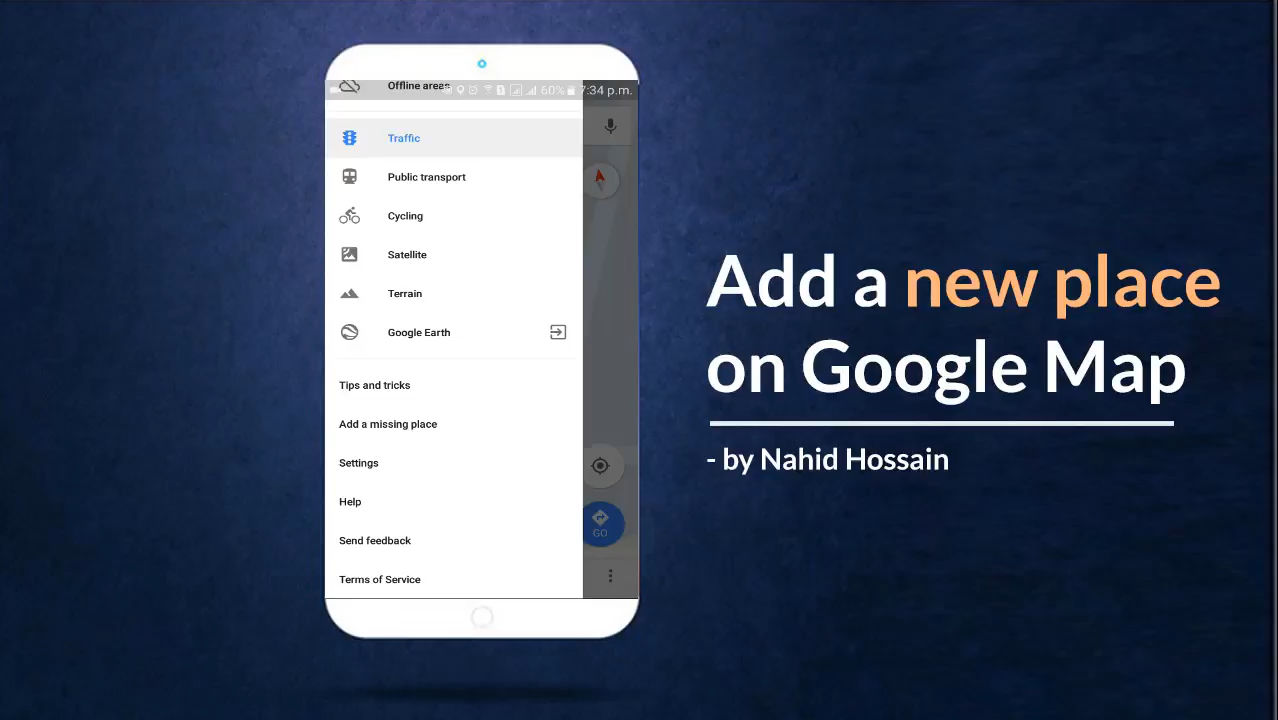 Offline areas
60% 7:34 p.m.
Traffic
Public transport
Cycling
Satellite
Terrain
Google Earth
Tips and tricks
Add a missing place
Settings
Help
Send feedback
Terms of Service
GO
Add a new place
on Google Map
- by Nahid Hossain